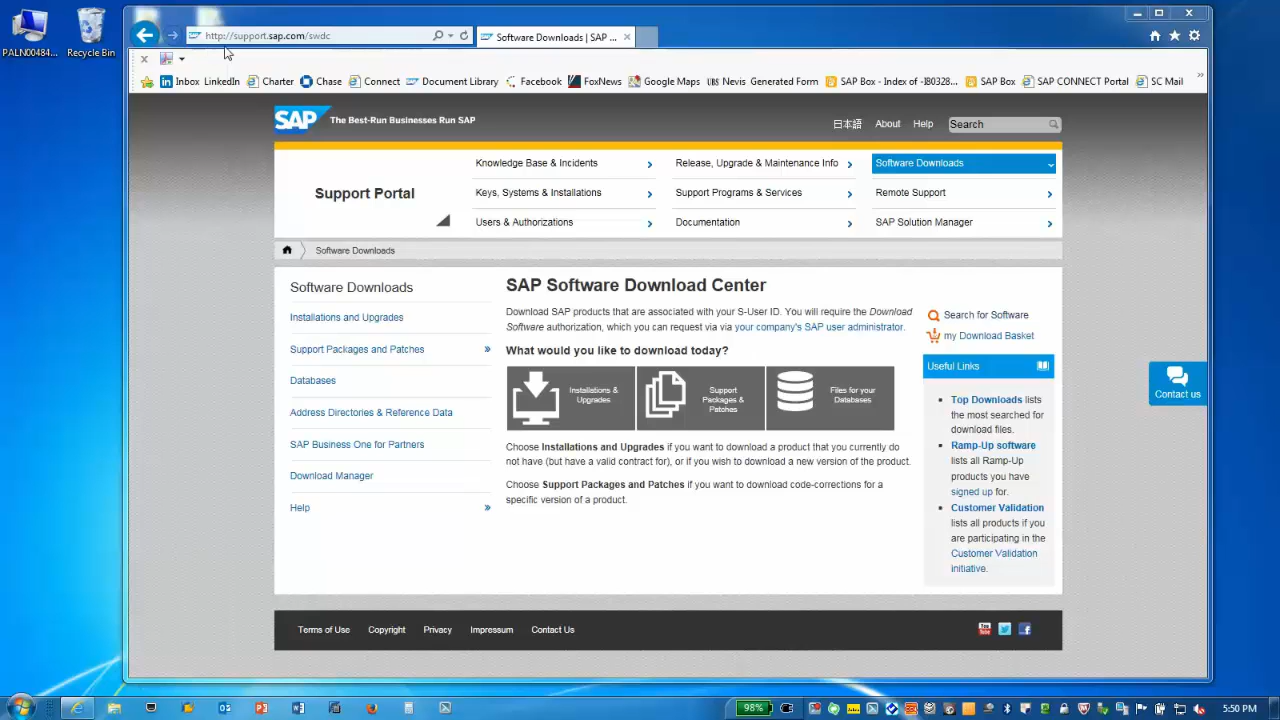 PALN00484...
Recycle Bin
http://support.sap.com/swdc
Software Downloads | SAP ...
Inbox
LinkedIn
Charter
Chase
Connect
Document Library
Facebook
FoxNews
Google Maps
UBS Nevis
Generated Form
SAP Box - Index of -I80328...
SAP Box
SAP CONNECT Portal
SC Mail
SAP
The Best-Run Businesses Run SAP
日本語
About
Help
Search
Support Portal
Knowledge Base & Incidents
Release, Upgrade & Maintenance Info
Software Downloads
Keys, Systems & Installations
Support Programs & Services
Remote Support
Users & Authorizations
Documentation
SAP Solution Manager
Software Downloads
Software Downloads
Installations and Upgrades
Support Packages and Patches
Databases
Address Directories & Reference Data
SAP Business One for Partners
Download Manager
Help
SAP Software Download Center
Download SAP products that are associated with your S-User ID. You will require the Download
Software authorization, which you can request via via your company's SAP user administrator.
What would you like to download today?
Installations &
Upgrades
Support
Packages &
Patches
Files for your
Databases
Choose Installations and Upgrades if you want to download a product that you currently do
not have (but have a valid contract for), or if you wish to download a new version of the product.
Choose Support Packages and Patches if you want to download code-corrections for a
specific version of a product.
Search for Software
my Download Basket
Useful Links
Top Downloads lists
the most searched for
download files.
Ramp-Up software
lists all Ramp-Up
products you have
signed up for.
Customer Validation
lists all products if you
are participating in the
Customer Validation
initiative.
Contact us
Terms of Use
Copyright
Privacy
Impressum
Contact Us
98%
5:50 PM